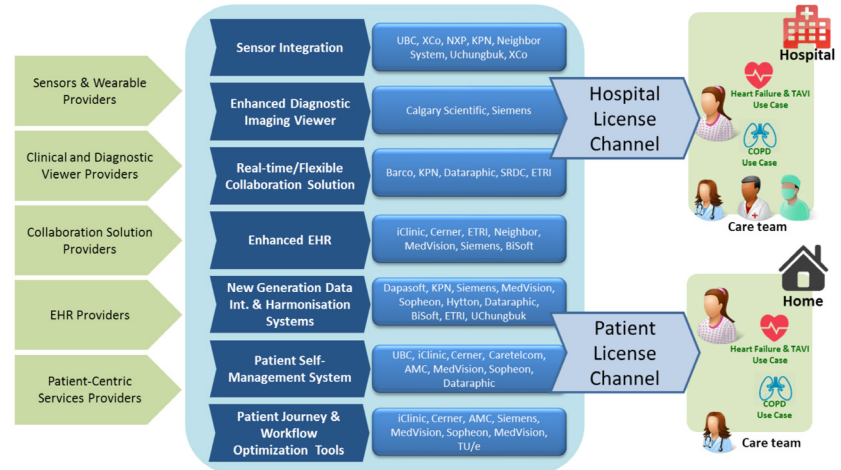 Sensors & Wearable
Providers
Clinical and Diagnostic
Viewer Providers
Collaboration Solution
Providers
EHR Providers
Patient-Centric
Services Providers
Sensor Integration
UBC, XCo, NXP, KPN, Neighbor
System, Uchungbuk, XCo
Enhanced Diagnostic
Imaging Viewer
Calgary Scientific, Siemens
Real-time/Flexible
Collaboration Solution
Barco, KPN, Dataraphic, SRDC, ETRI
Enhanced EHR
iClinic, Cerner, ETRI, Neighbor,
MedVision, Siemens, BiSoft
New Generation Data
Int. & Harmonisation
Systems
Dapasoft, KPN, Siemens, MedVision,
Sopheon, Hytton, Dataraphic,
BiSoft, ETRI, UChungbuk
Patient Self-
Management System
UBC, iClinic, Cerner, Caretelcom,
AMC, MedVision, Sopheon,
Dataraphic
Patient Journey &
Workflow
Optimization Tools
iClinic, Cerner, AMC, Siemens,
MedVision, Sopheon, MedVision,
TU/e
Hospital
License
Channel
Patient
License
Channel
Hospital
Heart Failure & TAVI
Use Case
COPD
Use Case
Care team
Home
Heart Failure & TAVI
Use Case
COPD
Use Case
Care team